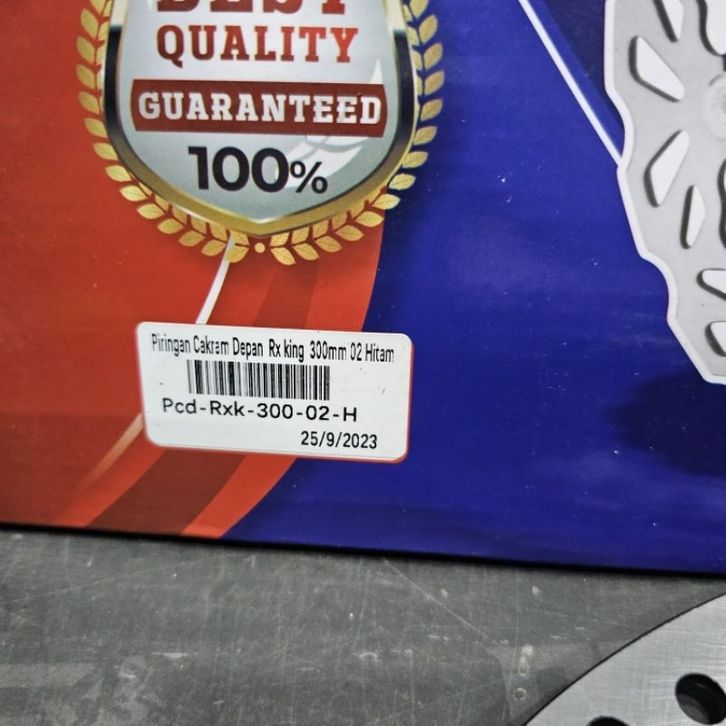 BEST
QUALITY
GUARANTEED
100%
Piringan Cakram Depan Rx king 300mm 02 Hitam
Pcd-Rxk-300-02-H
25/9/2023